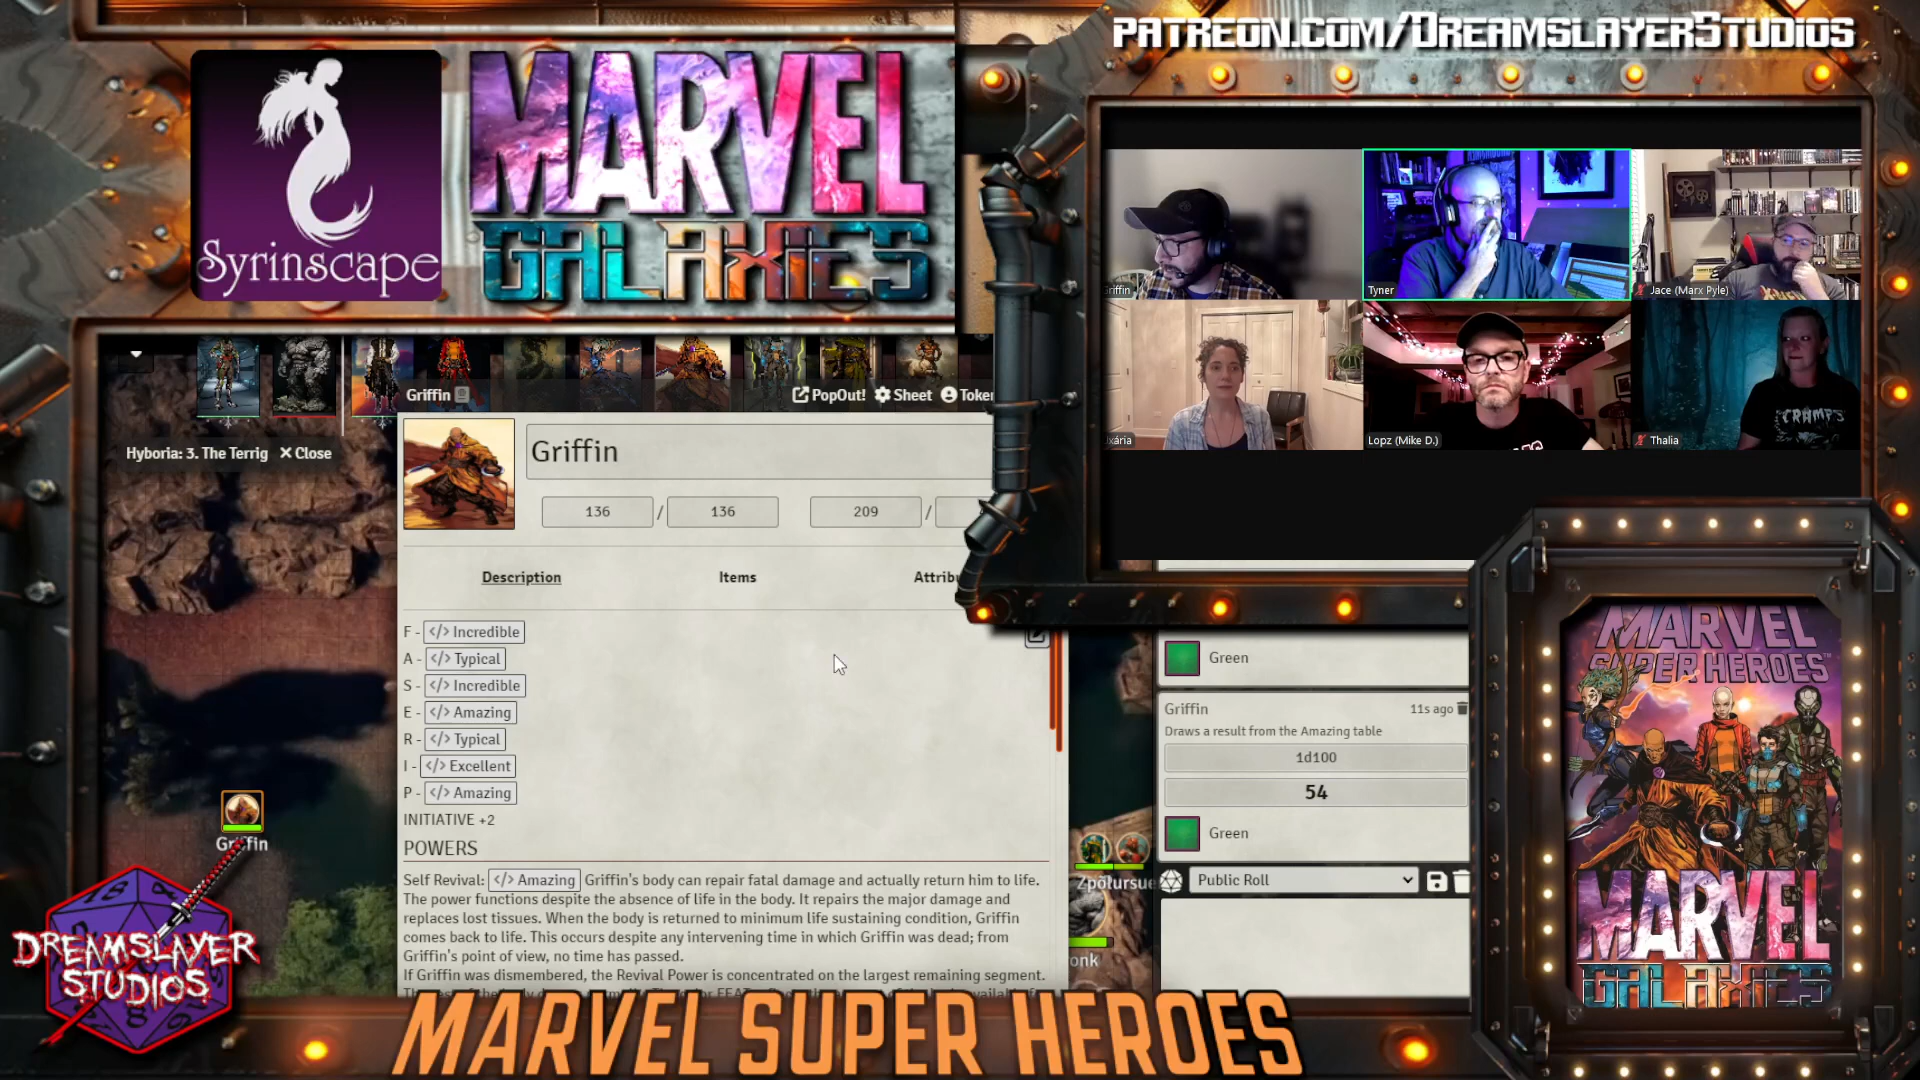 PATREON.COM/DREAMSLAYERSTUDIOS
Syrinscape
MARVEL
GALAXIES
Griffin
PopOut!
Sheet
Hyboria: 3. The Terrig
Close
Griffin
136 / 136
209 /
Description
Items
F - </> Incredible
A - </> Typical
S - </> Incredible
E - </> Amazing
R - </> Typical
I - </> Excellent
P - </> Amazing
INITIATIVE +2
POWERS
Self Revival: </> Amazing Griffin's body can repair fatal damage and actually return him to life.
The power functions despite the absence of life in the body. It repairs the major damage and
replaces lost tissues. When the body is returned to minimum life sustaining condition, Griffin
comes back to life. This occurs despite any intervening time in which Griffin was dead; from
Griffin's point of view, no time has passed.
If Griffin was dismembered, the Revival Power is concentrated on the largest remaining segment.
Griffin
Tyner
Jace (Marx Pyle)
Lopz (Mike D.)
Thalia
CRAMPS
Green
Griffin
11s ago
Draws a result from the Amazing table
1d100
54
Green
Public Roll
Zpölursue
MARVEL
SUPER HEROES
MARVEL
GALAXIES
DREAMSLAYER
STUDIOS
MARVEL SUPER HEROES